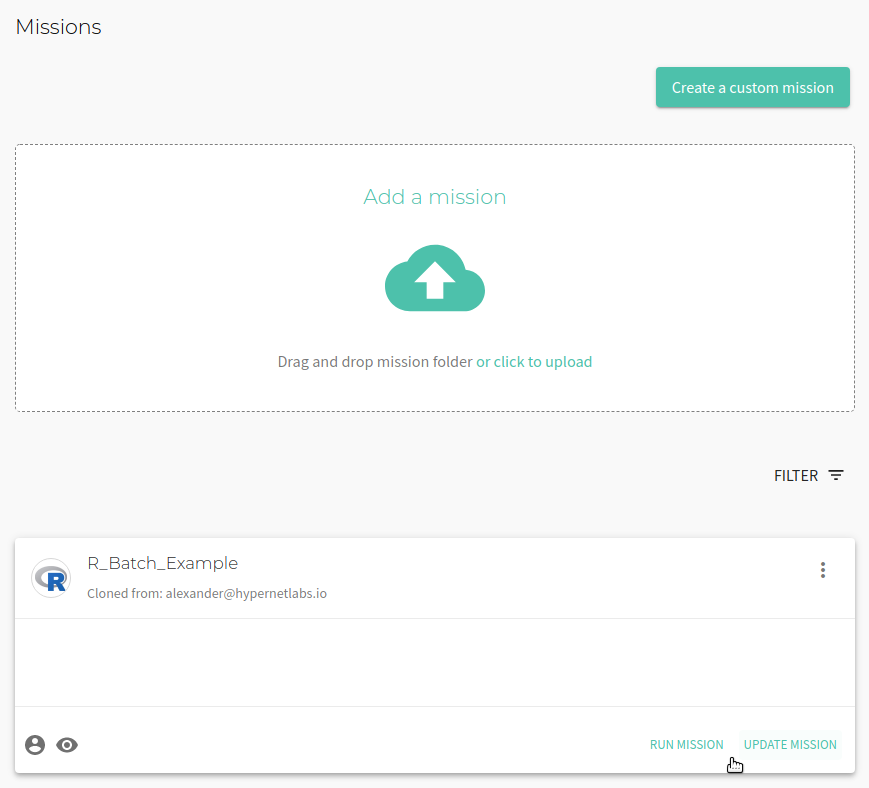 Missions
Create a custom mission
Add a mission
Drag and drop mission folder or click to upload
FILTER
R
R_Batch_Example
Cloned from: alexander@hypernetlabs.io
RUN MISSION UPDATE MISSION